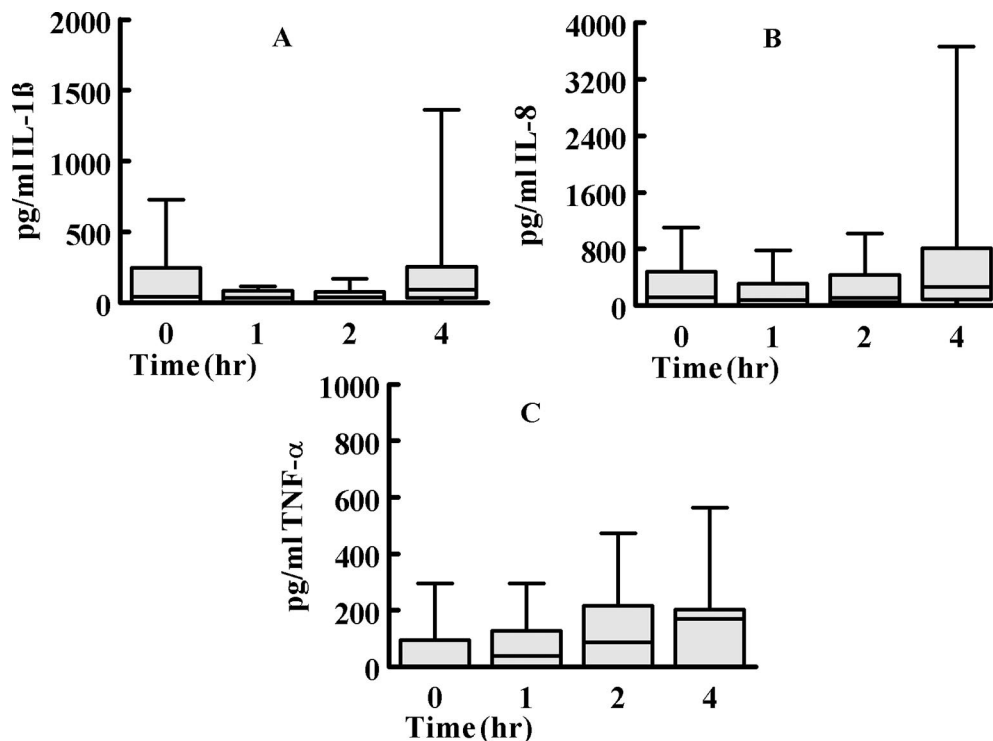 A
pg/ml IL-1ß
2000
1500
1000
500
0
0 1 2 4
Time (hr)
B
pg/ml IL-8
4000
3200
2400
1600
800
0
0 1 2 4
Time (hr)
C
pg/ml TNF-α
1000
800
600
400
200
0
0 1 2 4
Time (hr)